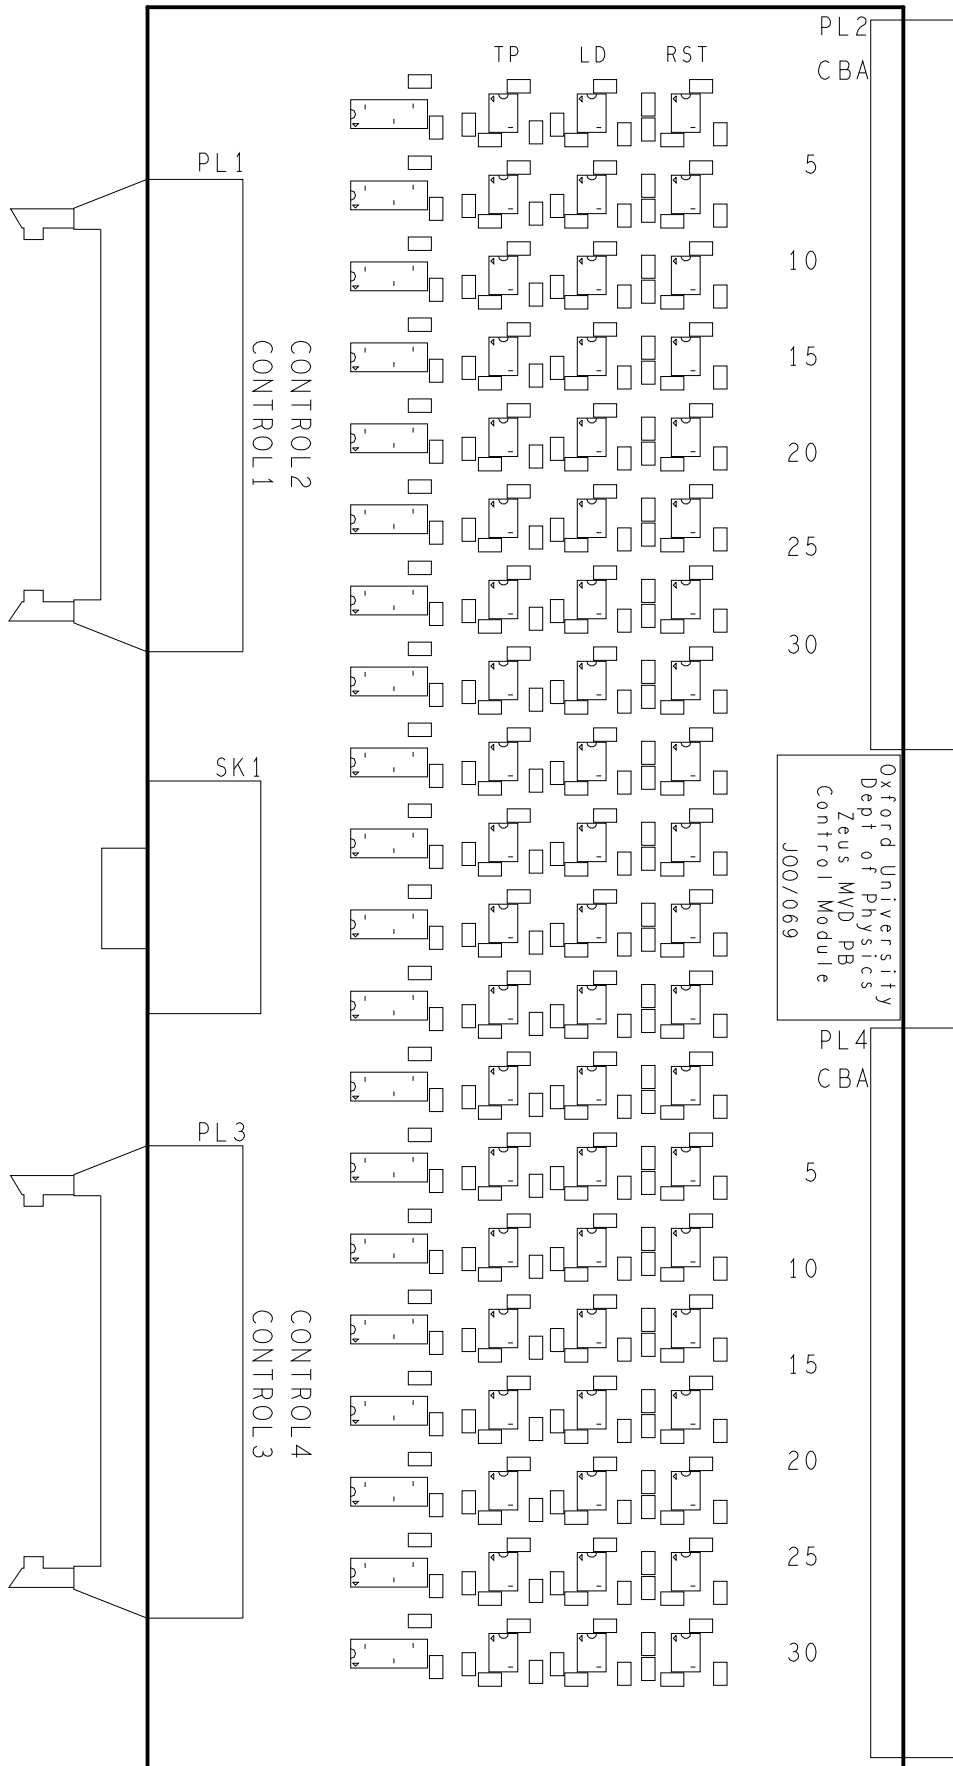 PL2
TP LD RST
CBA
PL1
5
10
15
20
25
30
CONTROL2
CONTROL1
SK1
Oxford University
Dept of Physics
Zeus MVD PB
Control Module
J00/069
PL4
CBA
PL3
5
10
15
20
25
30
CONTROL4
CONTROL3